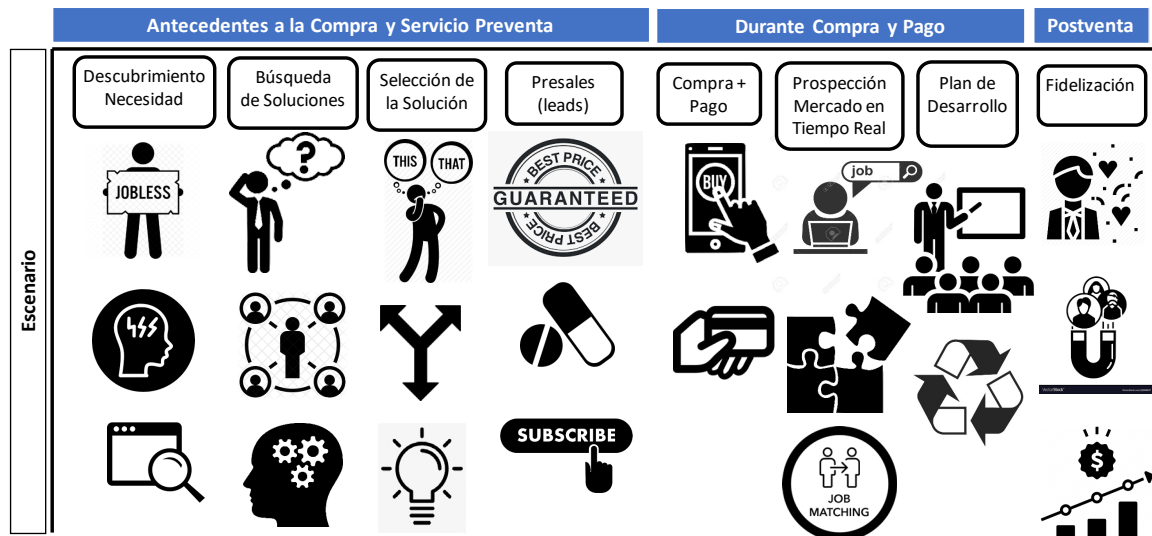 Antecedentes a la Compra y Servicio Preventa
Durante Compra y Pago
Postventa
Escenario
Descubrimiento
Necesidad
Búsqueda
de Soluciones
Selección de
la Solución
Presales
(leads)
Compra +
Pago
Prospección
Mercado en
Tiempo Real
Plan de
Desarrollo
Fidelización
JOBLESS
?
THIS
THAT
BEST PRICE
GUARANTEED
BEST PRICE
BUY
job
SUBSCRIBE
JOB
MATCHING
VectorStock
$